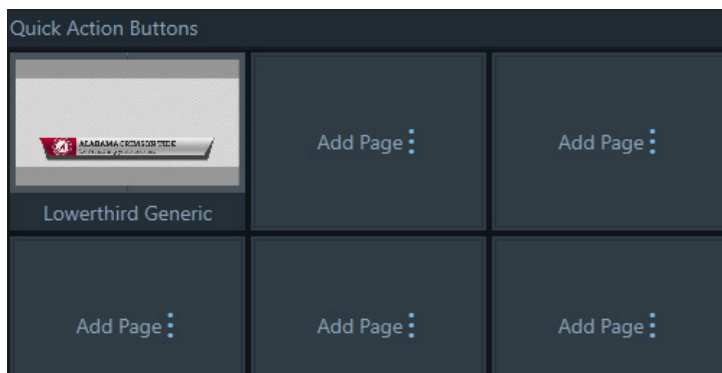 Quick Action Buttons
ALABAMA CRIMSON TIDE
Lowerthird Generic
Add Page
Add Page
Add Page
Add Page
Add Page